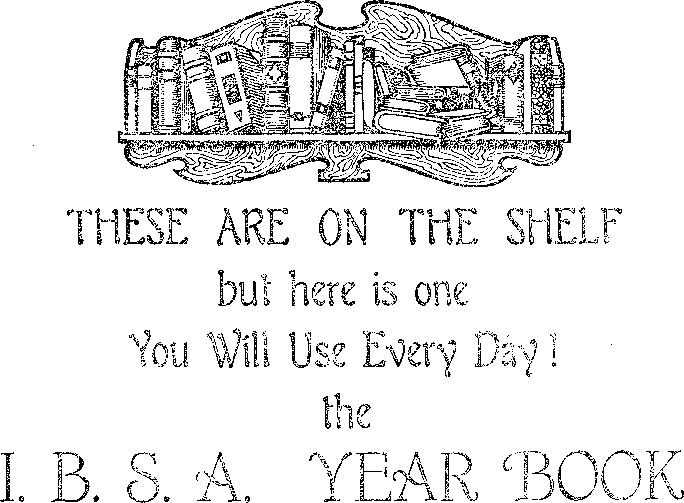 THESE ARE ON THE SHELF
but here is one
You Will Use Every Day!
the
I. B. S. A. YEAR BOOK